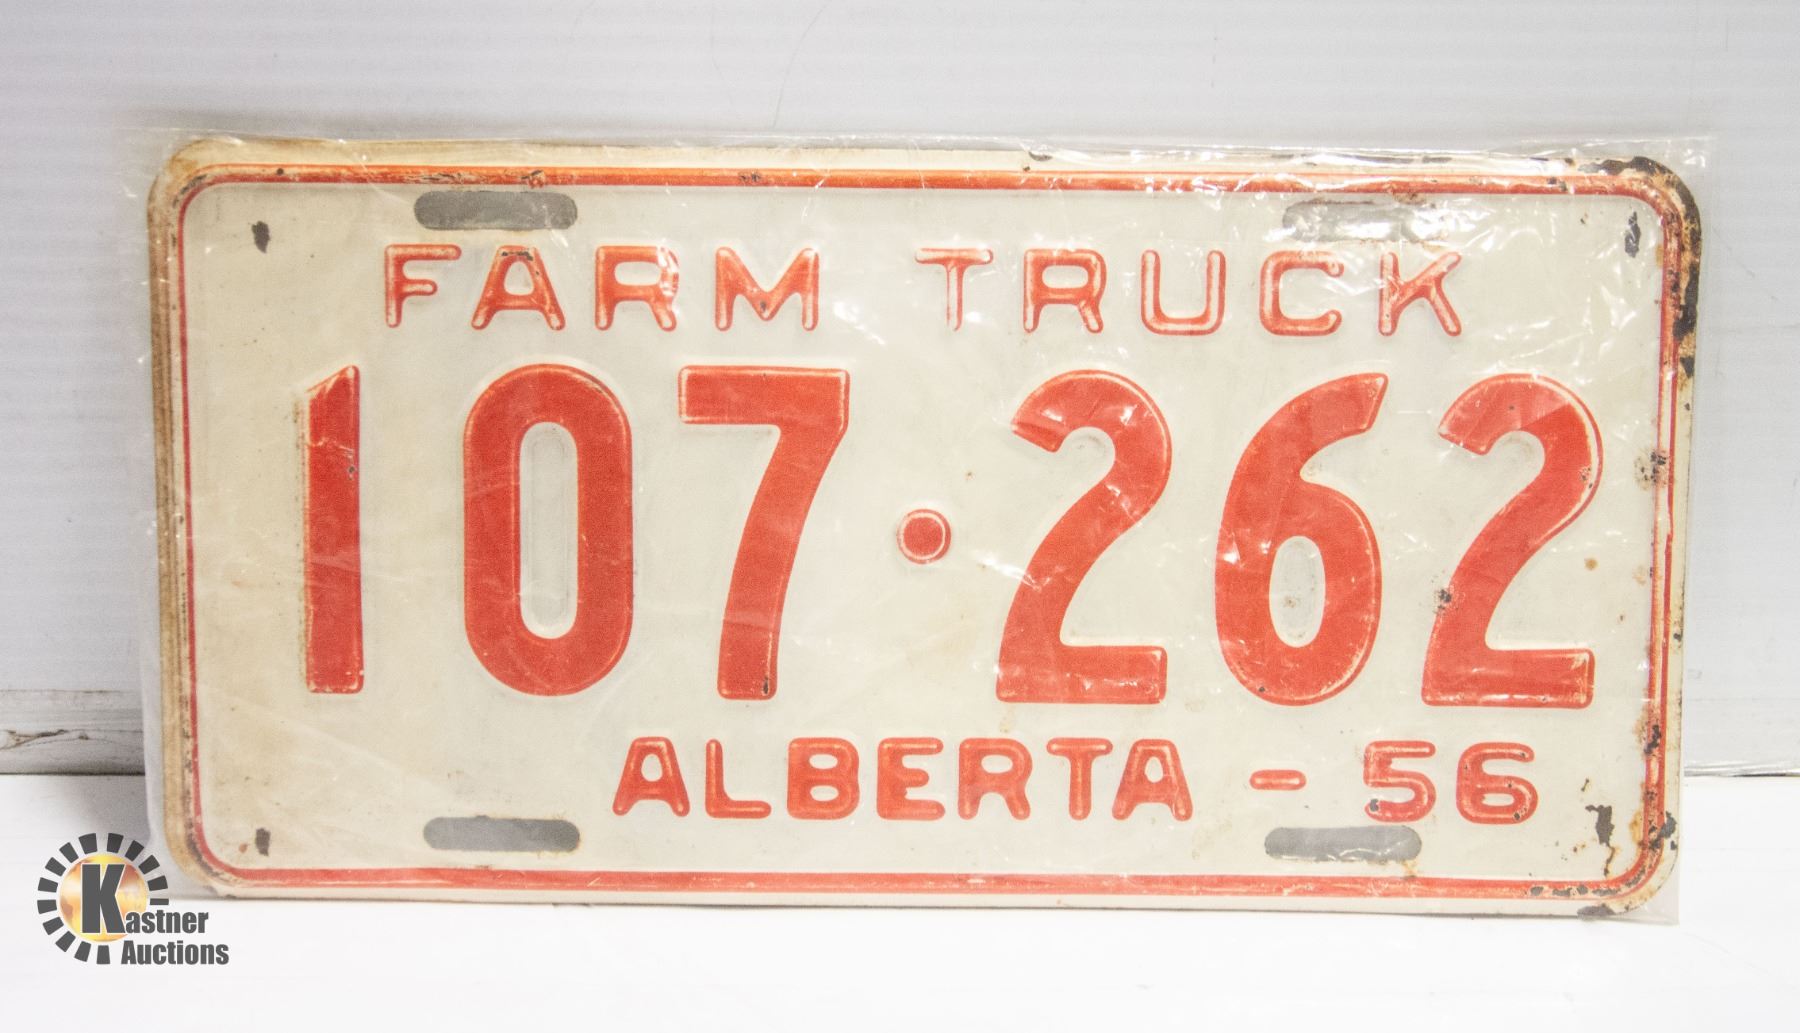 FARM TRUCK
107·262
ALBERTA - 56
Kastner
Auctions